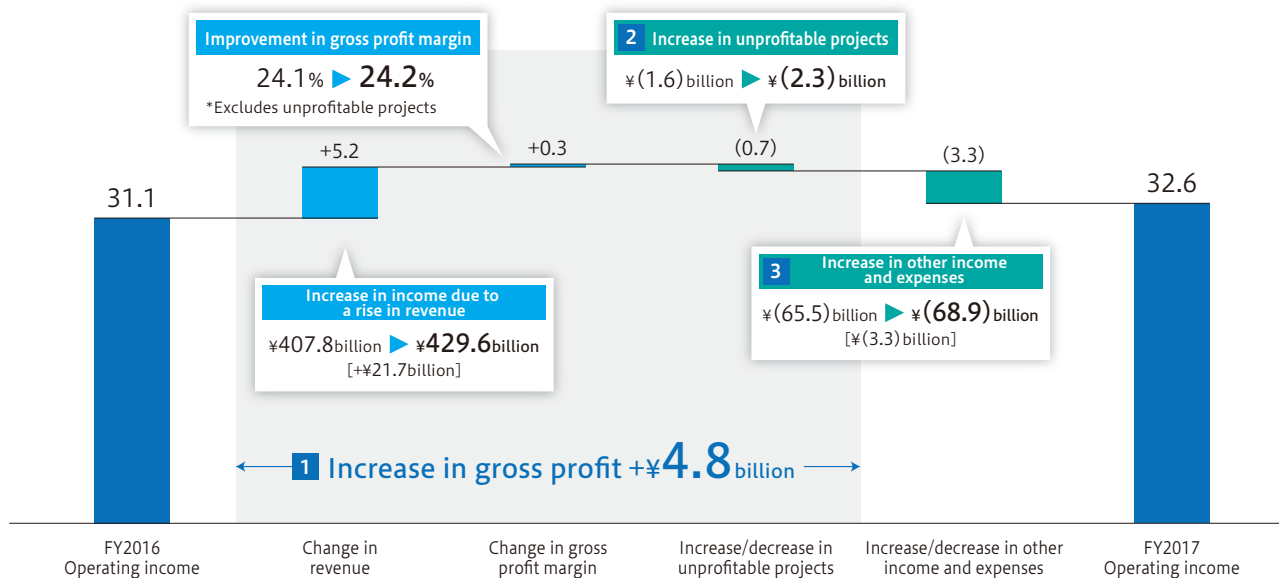 Improvement in gross profit margin
24.1% ▶ 24.2%
*Excludes unprofitable projects
2 Increase in unprofitable projects
¥(1.6) billion ▶ ¥(2.3) billion
31.1
+5.2
+0.3
(0.7)
(3.3)
32.6
Increase in income due to
a rise in revenue
¥407.8billion ▶ ¥429.6billion
[+¥21.7billion]
3 Increase in other income
and expenses
¥(65.5) billion ▶ ¥(68.9) billion
[¥(3.3) billion]
1 Increase in gross profit +¥4.8 billion
FY2016
Operating income
Change in
revenue
Change in gross
profit margin
Increase/decrease in
unprofitable projects
Increase/decrease in other
income and expenses
FY2017
Operating income